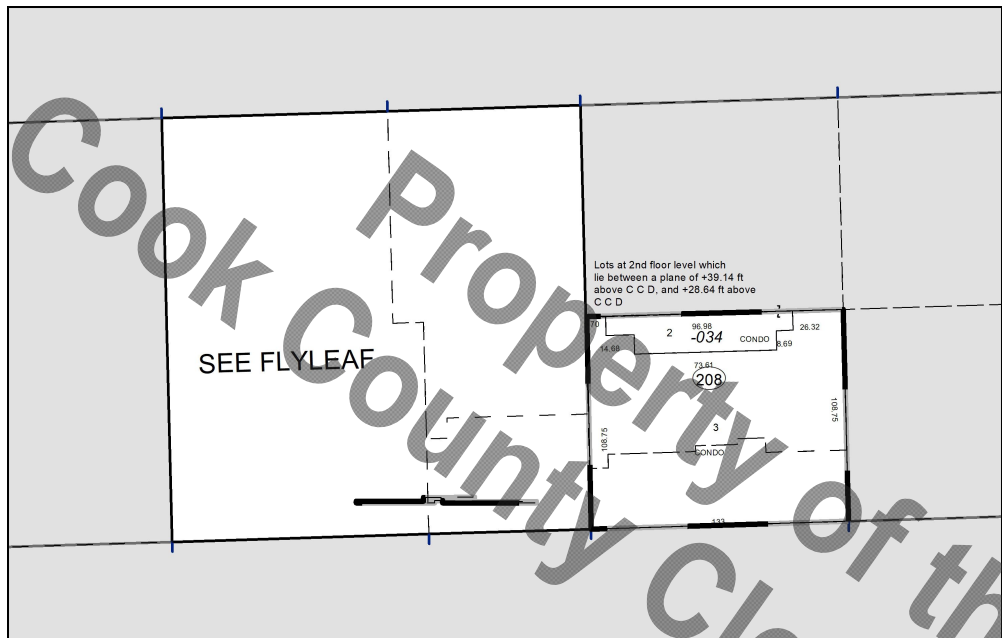 Lots at 2nd floor level which
lie between a plane of +39.14 ft
above C C D, and +28.64 ft above
C C D
70
96.98
26.32
2
-034
CONDO
8.69
14.68
SEE FLYLEAF
73.61
208
108.75
108.75
3
CONDO
133
Property of the
Cook County Cle